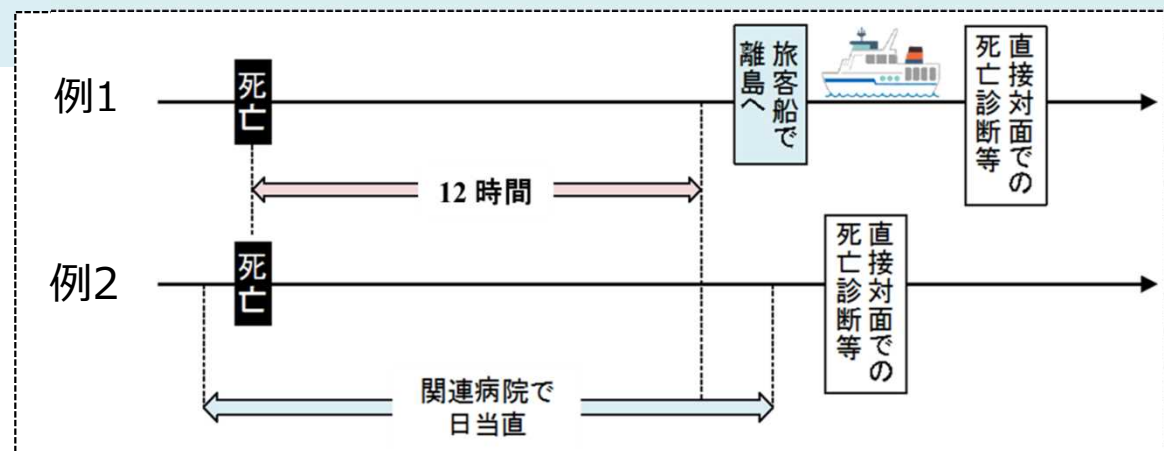 例1
死亡
旅客船で
離島へ
直接対面での
死亡診断等
12 時間
例2
死亡
直接対面での
死亡診断等
関連病院で
日当直